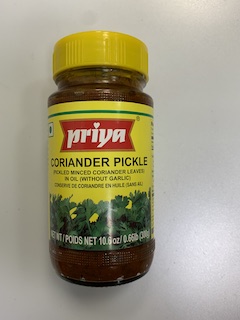 priya
CORIANDER PICKLE
(PICKLED MINCED CORIANDER LEAVES)
IN OIL (WITHOUT GARLIC)
CONSERVE DE CORIANDRE EN HUILE (SANS AIL)
NET WT / POIDS NET 10.6oz/ 0.66lb (300g)